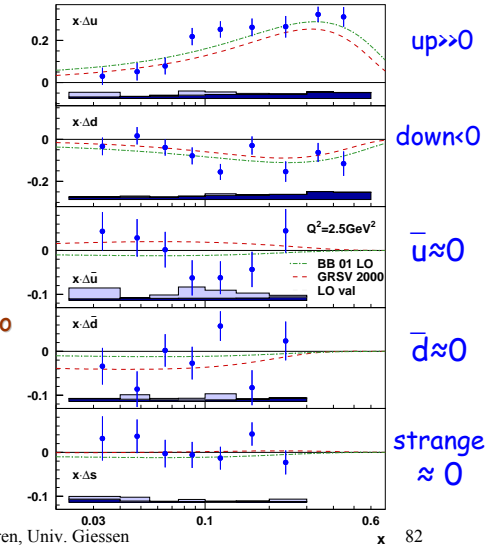 x·Δu
0.2
0
up>>0
x·Δd
0
-0.2
down<0
Q²=2.5GeV²
0
BB 01 LO
GRSV 2000
LO val
x·Δū
-0.1
ū≈0
x·Δd̄
o
0
-0.1
d̄≈0
0
x·Δs
-0.1
strange
≈ 0
0.03
0.1
0.6
ren, Univ. Giessen
x
82